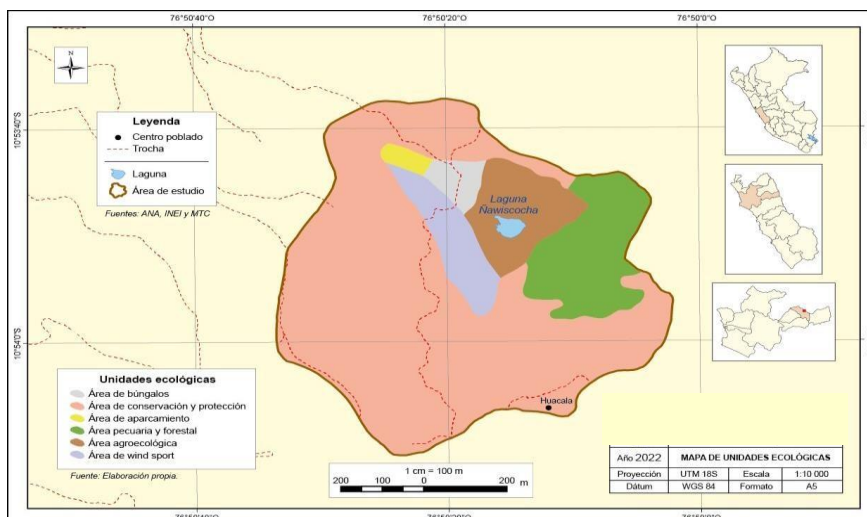 76°50'40"O
76°50'20"O
76°50'0"O
10°53'40"S
10°54'0"S
N
Leyenda
Centro poblado
Trocha
Laguna
Área de estudio
Fuentes: ANA, INEI y MTC
Laguna
Ñawiscocha
Huacala
Unidades ecológicas
Área de búngalos
Área de conservación y protección
Área de aparcamiento
Área pecuaria y forestal
Área agroecológica
Área de wind sport
Fuente: Elaboración propia.
1 cm = 100 m
200 100 0 200 m
Año 2022 MAPA DE UNIDADES ECOLÓGICAS
Proyección UTM 18S Escala 1:10 000
Dátum WGS 84 Formato A5